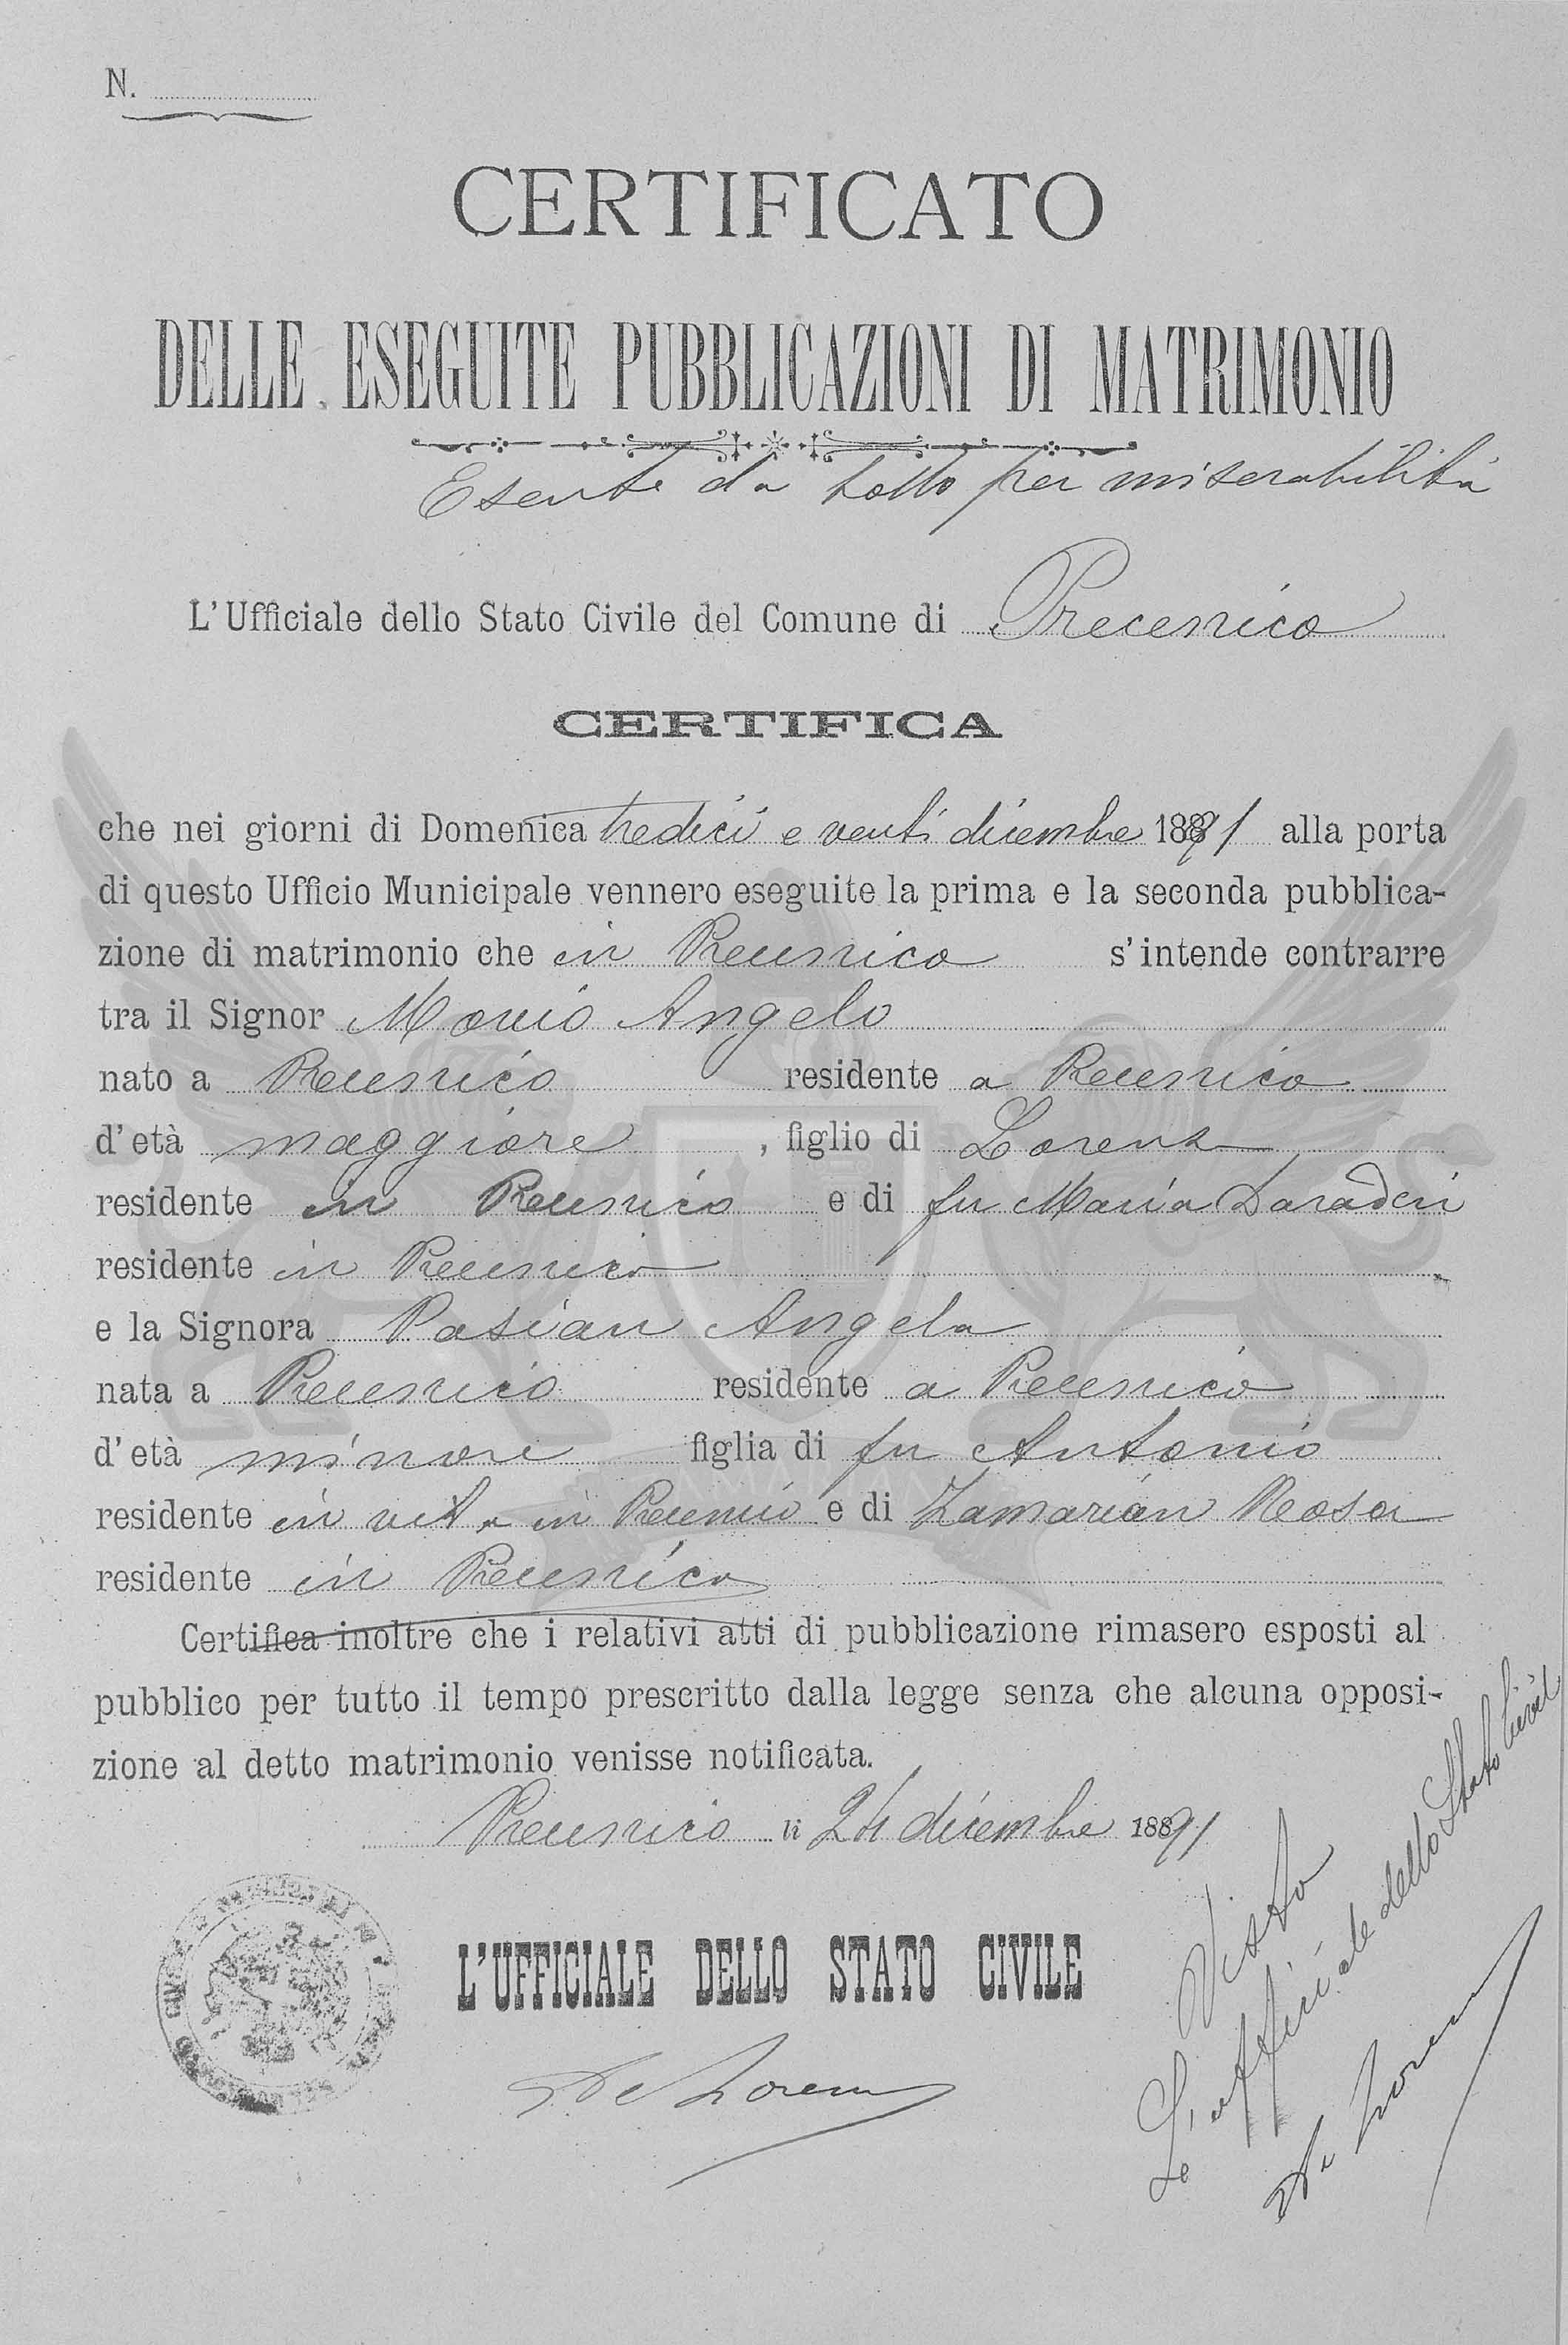 N.
CERTIFICATO
DELLE ESEGUITE PUBBLICAZIONI DI MATRIMONIO
Esente da bollo per miserabilità
L'Ufficiale dello Stato Civile del Comune di Precenico
CERTIFICA
che nei giorni di Domenica tredici e venti dicembre 1891 alla porta
di questo Ufficio Municipale vennero eseguite la prima e la seconda pubblica-
zione di matrimonio che in Precenico s'intende contrarre
tra il Signor Angelo
nato a Precenico residente a Precenico
d'età maggiore, figlio di Lorenzo
residente in Precenico e di fu Maria
residente in Precenico
e la Signora Pasian Angela
nata a Precenico residente a Precenico
d'età minore figlia di fu Antonio
residente in vita in Precenico e di Zamarian Rosa
residente in Precenico
Certifica inoltre che i relativi atti di pubblicazione rimasero esposti al
pubblico per tutto il tempo prescritto dalla legge senza che alcuna opposi-
zione al detto matrimonio venisse notificata.
Precenico li 24 dicembre 1891
L'UFFICIALE DELLO STATO CIVILE
De Lorenzo
Visto
L'ufficiale dello Stato Civile
De Lorenzo